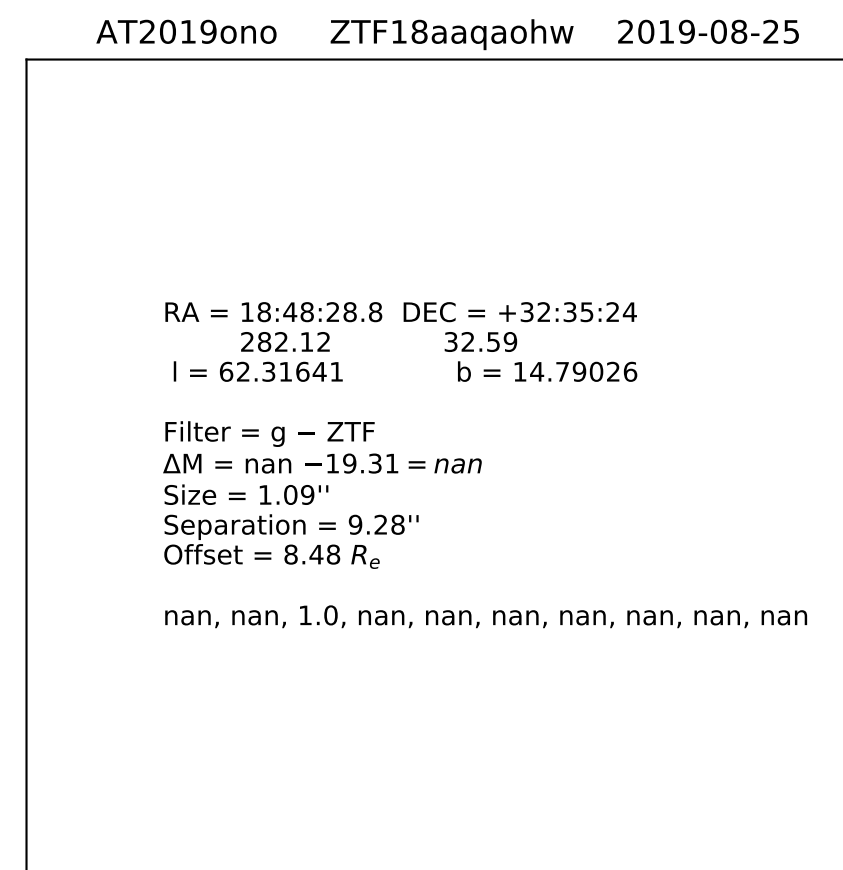 AT2019ono ZTF18aaqaohw 2019-08-25
RA = 18:48:28.8 DEC = +32:35:24
282.12 32.59
l = 62.31641 b = 14.79026
Filter = g − ZTF
ΔM = nan −19.31 = nan
Size = 1.09''
Separation = 9.28''
Offset = 8.48 Rₑ
nan, nan, 1.0, nan, nan, nan, nan, nan, nan, nan